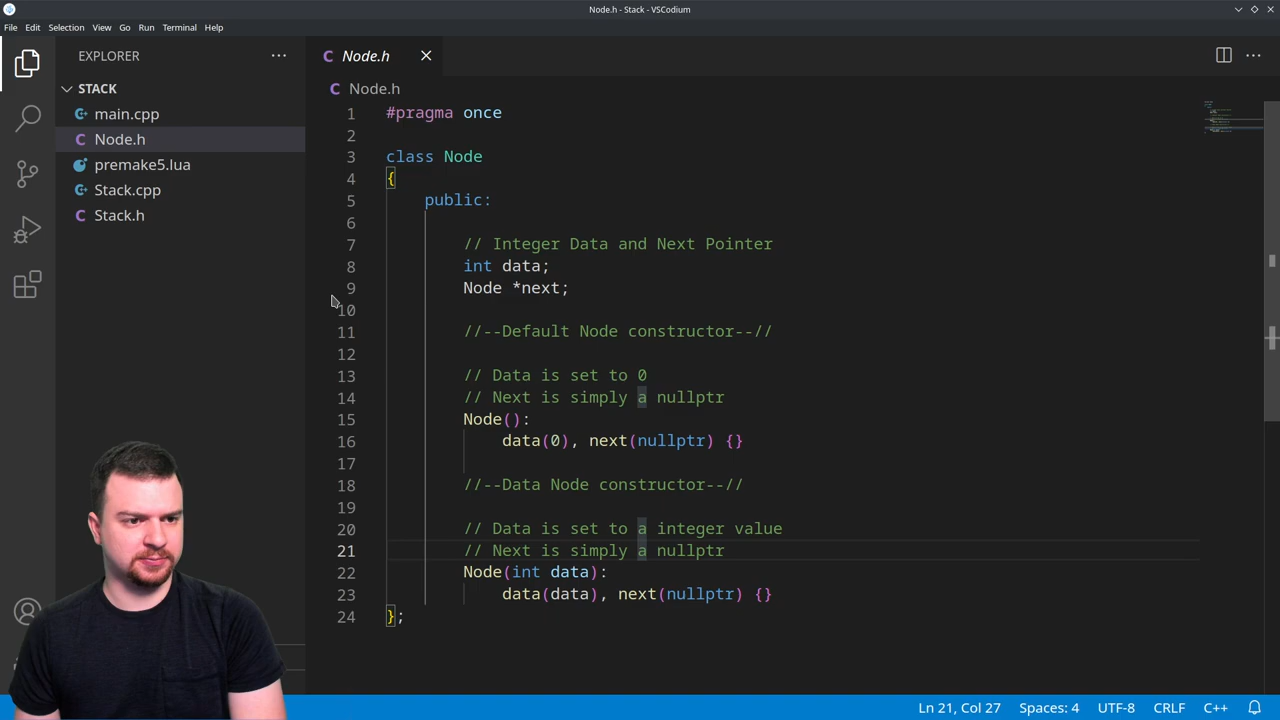 Node.h - Stack - VSCodium
File Edit Selection View Go Run Terminal Help
EXPLORER
STACK
main.cpp
Node.h
premake5.lua
Stack.cpp
Stack.h
Node.h
Node.h
1 #pragma once
2
3 class Node
4 {
5 public:
6
7 // Integer Data and Next Pointer
8 int data;
9 Node *next;
10
11 //--Default Node constructor--//
12
13 // Data is set to 0
14 // Next is simply a nullptr
15 Node():
16 data(0), next(nullptr) {}
17
18 //--Data Node constructor--//
19
20 // Data is set to a integer value
21 // Next is simply a nullptr
22 Node(int data):
23 data(data), next(nullptr) {}
24 };
Ln 21, Col 27 Spaces: 4 UTF-8 CRLF C++